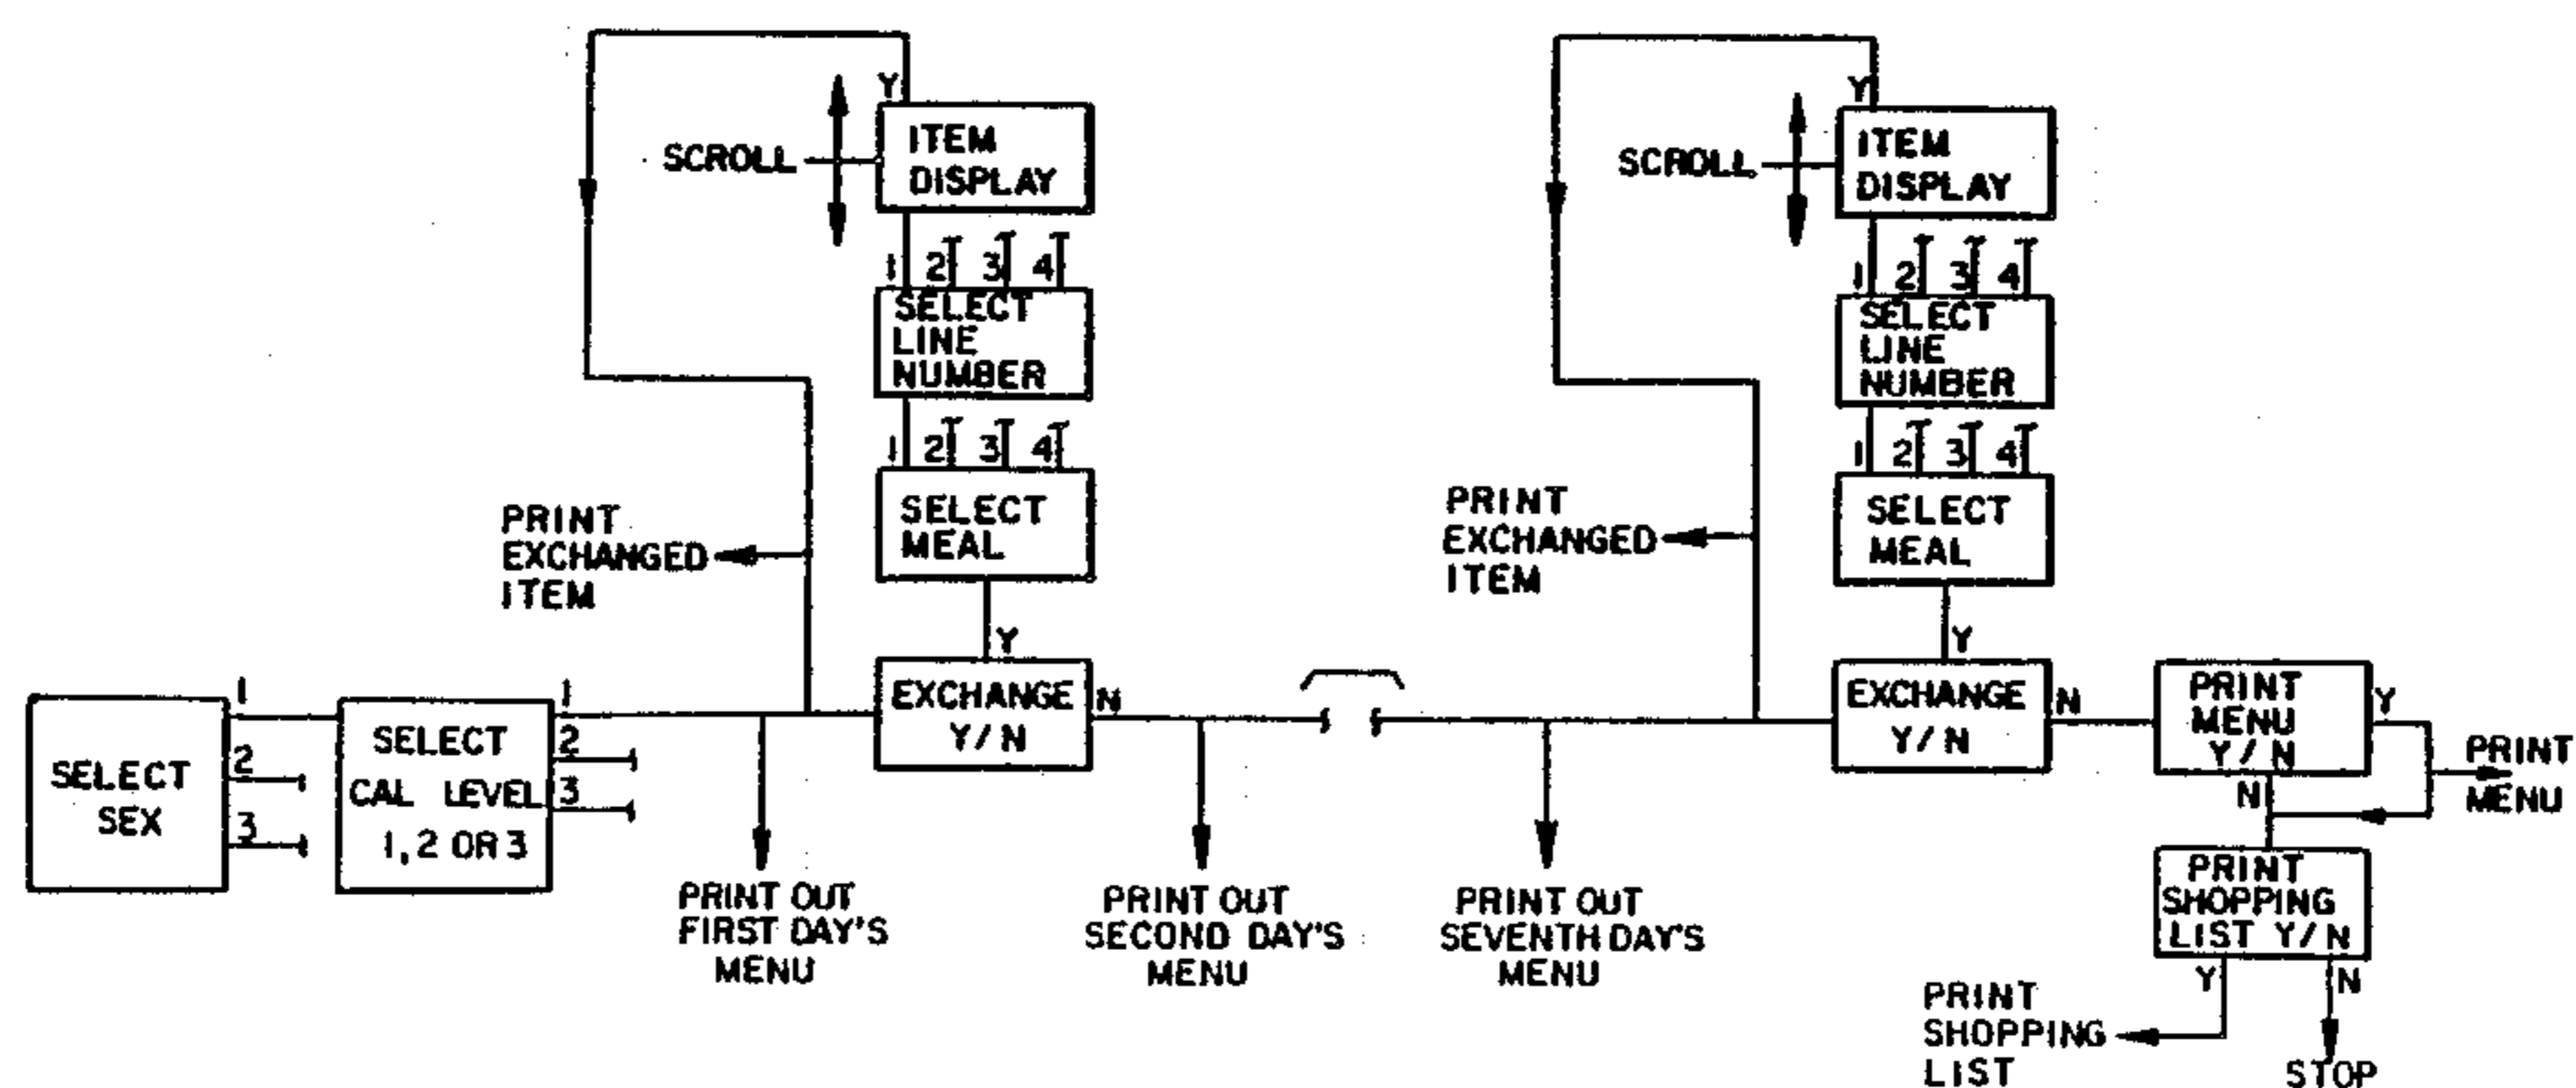 Y
ITEM
DISPLAY
SCROLL
1 2 3 4
SELECT
LINE
NUMBER
1 2 3 4
SELECT
MEAL
PRINT
EXCHANGED
ITEM
Y
EXCHANGE
Y/N
N
SELECT
SEX
1
2
3
SELECT
CAL LEVEL
1, 2 OR 3
1
2
3
PRINT OUT
FIRST DAY'S
MENU
PRINT OUT
SECOND DAY'S
MENU
PRINT OUT
SEVENTH DAY'S
MENU
Y
ITEM
DISPLAY
SCROLL
1 2 3 4
SELECT
LINE
NUMBER
1 2 3 4
SELECT
MEAL
PRINT
EXCHANGED
ITEM
Y
EXCHANGE
Y/N
N
PRINT
MENU
Y/N
Y
PRINT
MENU
N
PRINT
SHOPPING
LIST Y/N
Y
N
PRINT
SHOPPING
LIST
STOP